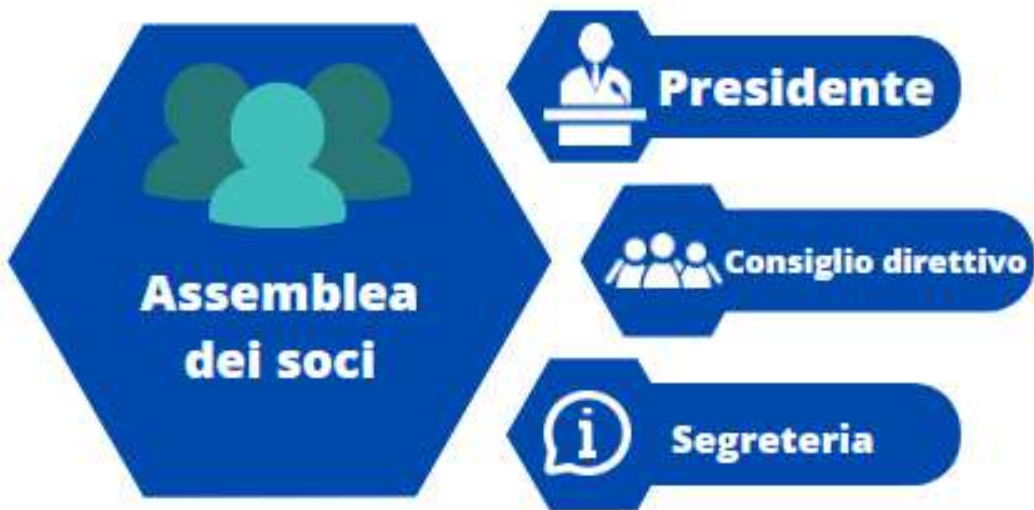 Assemblea
dei soci
Presidente
Consiglio direttivo
Segreteria